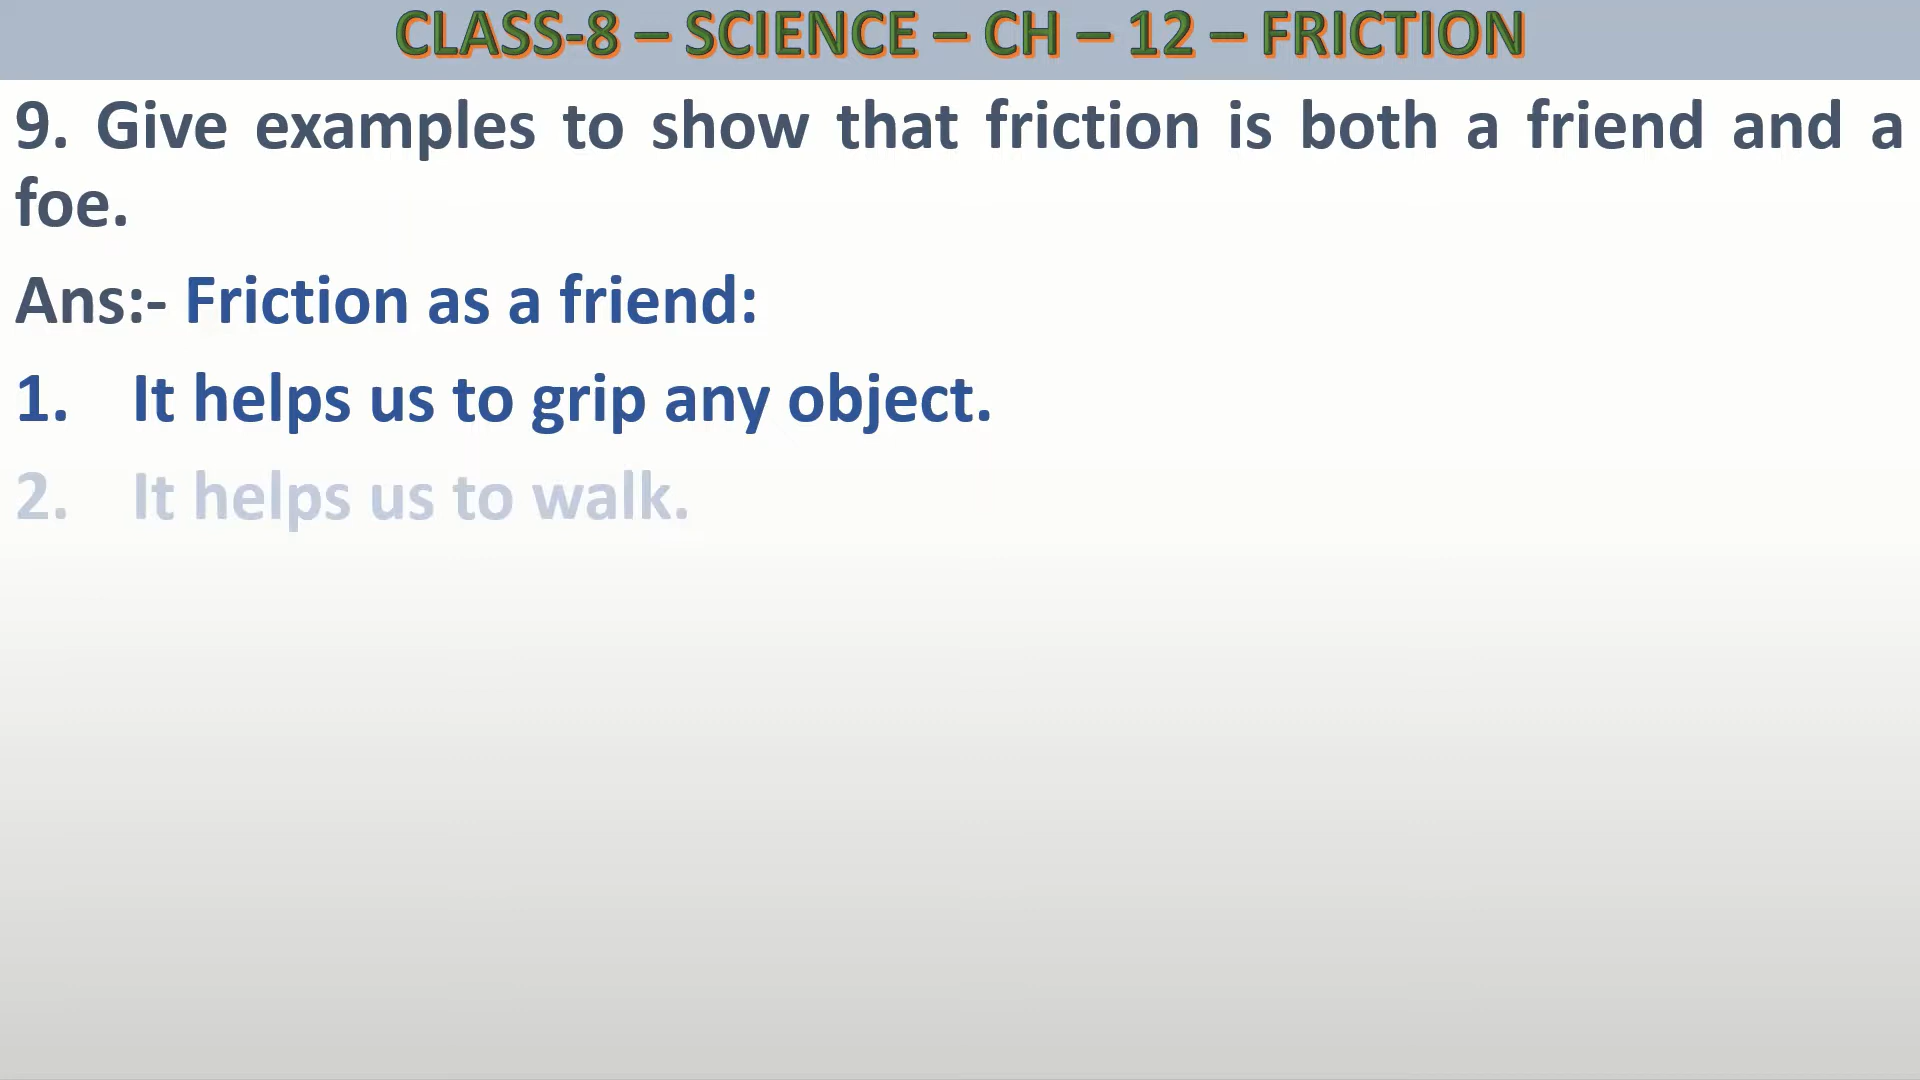 CLASS-8 – SCIENCE – CH – 12 – FRICTION
9. Give examples to show that friction is both a friend and a
foe.
Ans:- Friction as a friend:
1. It helps us to grip any object.
2. It helps us to walk.